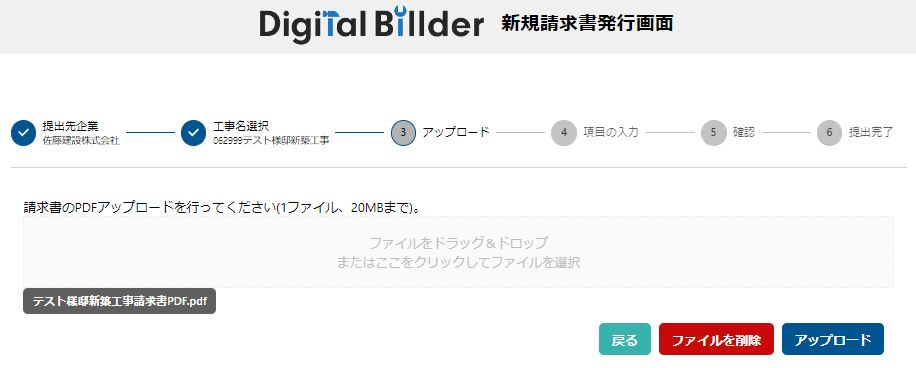 Digital Billder 新規請求書発行画面
提出先企業
佐藤建設株式会社
工事名選択
062999テスト様邸新築工事
3 アップロード
4 項目の入力
5 確認
6 提出完了
請求書のPDFアップロードを行ってください(1ファイル、20MBまで)。
ファイルをドラッグ＆ドロップ
またはここをクリックしてファイルを選択
テスト様邸新築工事請求書PDF.pdf
戻る ファイルを削除 アップロード